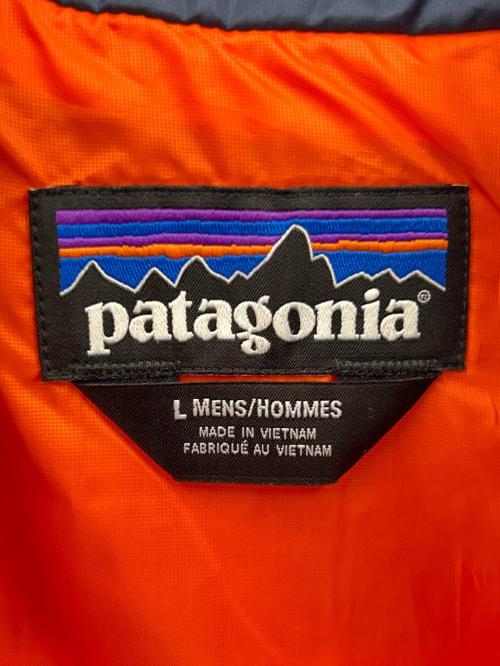 patagonia®
L MENS/HOMMES
MADE IN VIETNAM
FABRIQUÉ AU VIETNAM